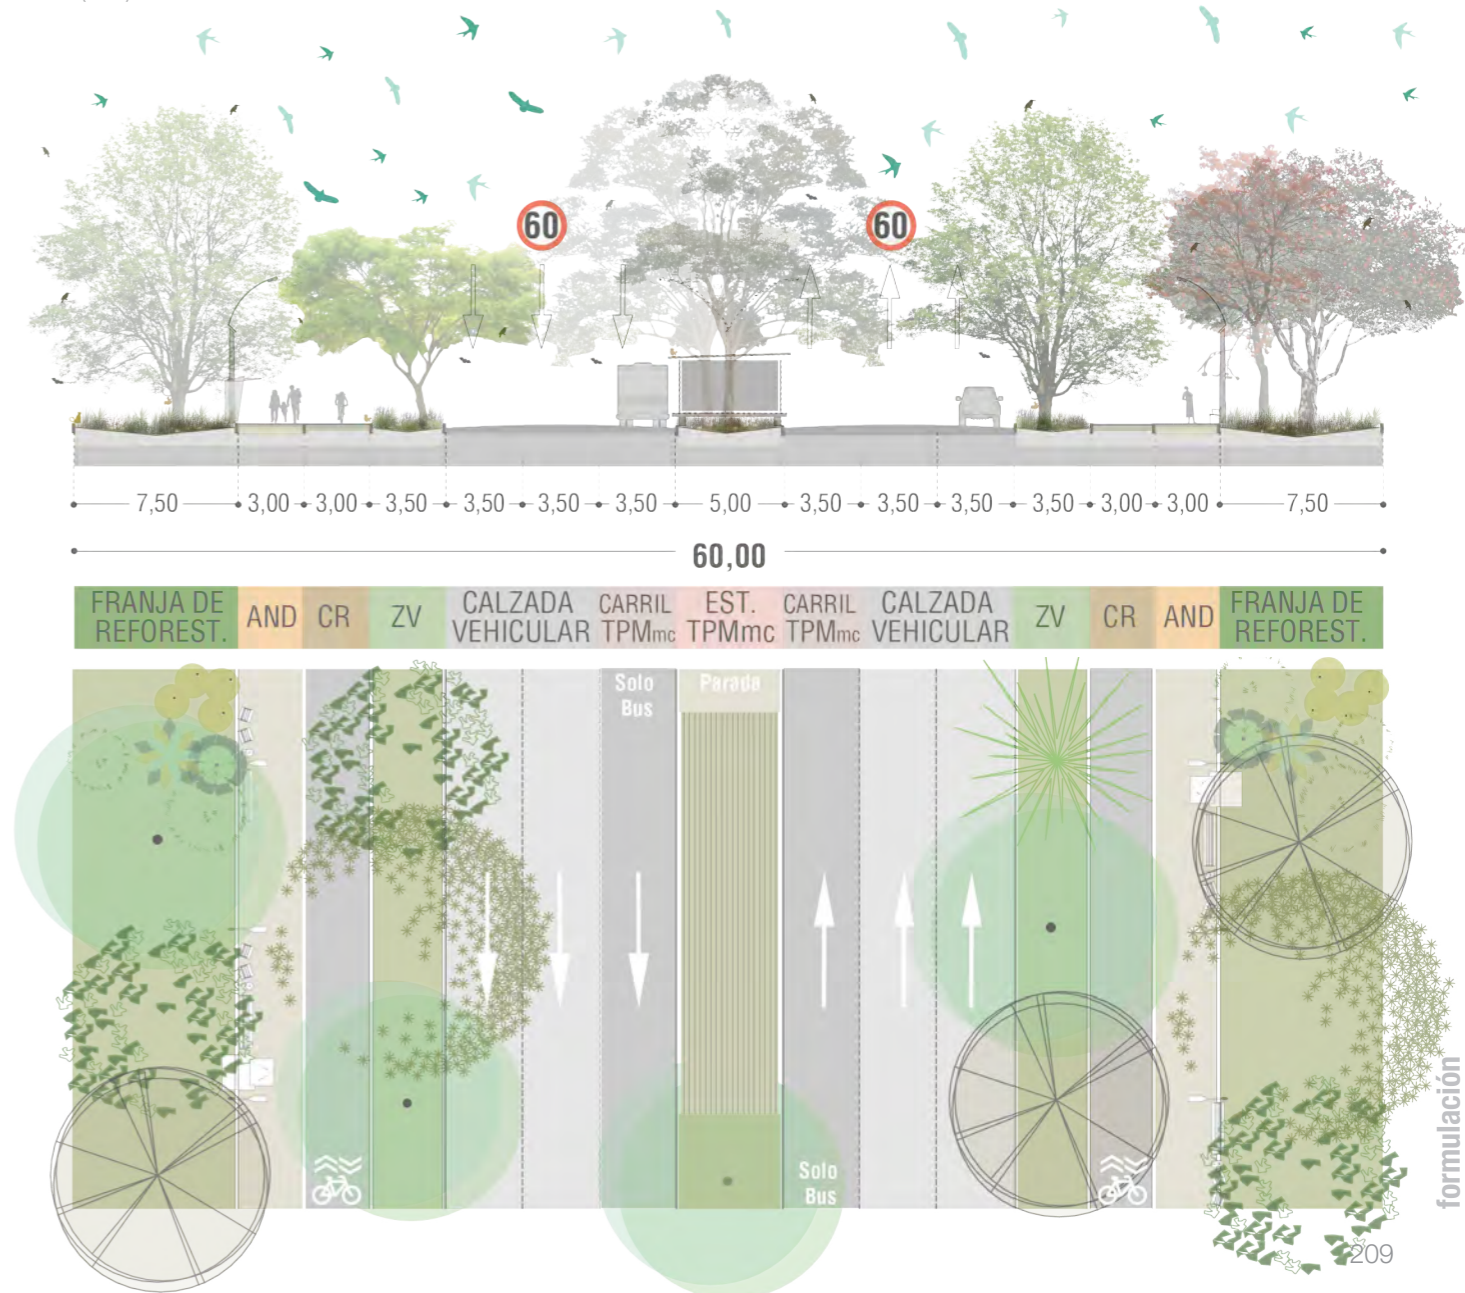 60 60
7,50 3,00 3,00 3,50 3,50 3,50 3,50 5,00 3,50 3,50 3,50 3,50 3,00 3,00 7,50
60,00
FRANJA DE REFOREST. AND CR ZV CALZADA VEHICULAR CARRIL TPMmc EST. TPMmc CARRIL TPMmc CALZADA VEHICULAR ZV CR AND FRANJA DE REFOREST.
Solo
Bus
Parada
Solo
Bus
formulación
209